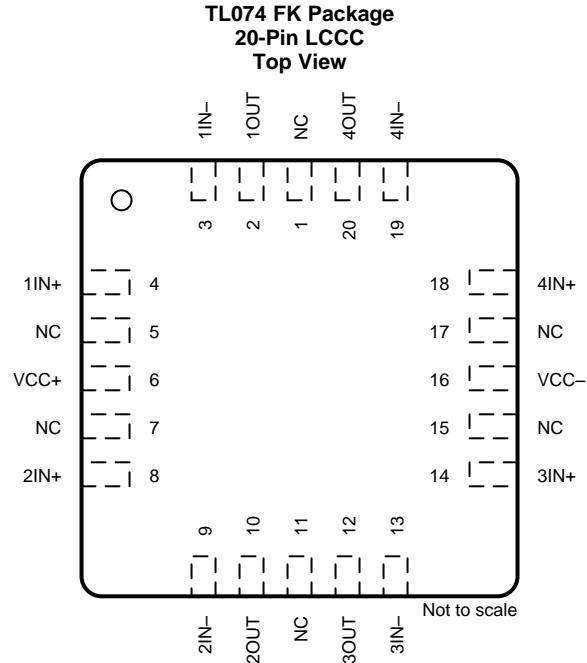 TL074 FK Package
20-Pin LCCC
Top View
1IN–
1OUT
NC
4OUT
4IN–
3
2
1
20
19
1IN+ 4 18 4IN+
NC 5 17 NC
VCC+ 6 16 VCC–
NC 7 15 NC
2IN+ 8 14 3IN+
9
10
11
12
13
2IN–
2OUT
NC
3OUT
3IN–
Not to scale